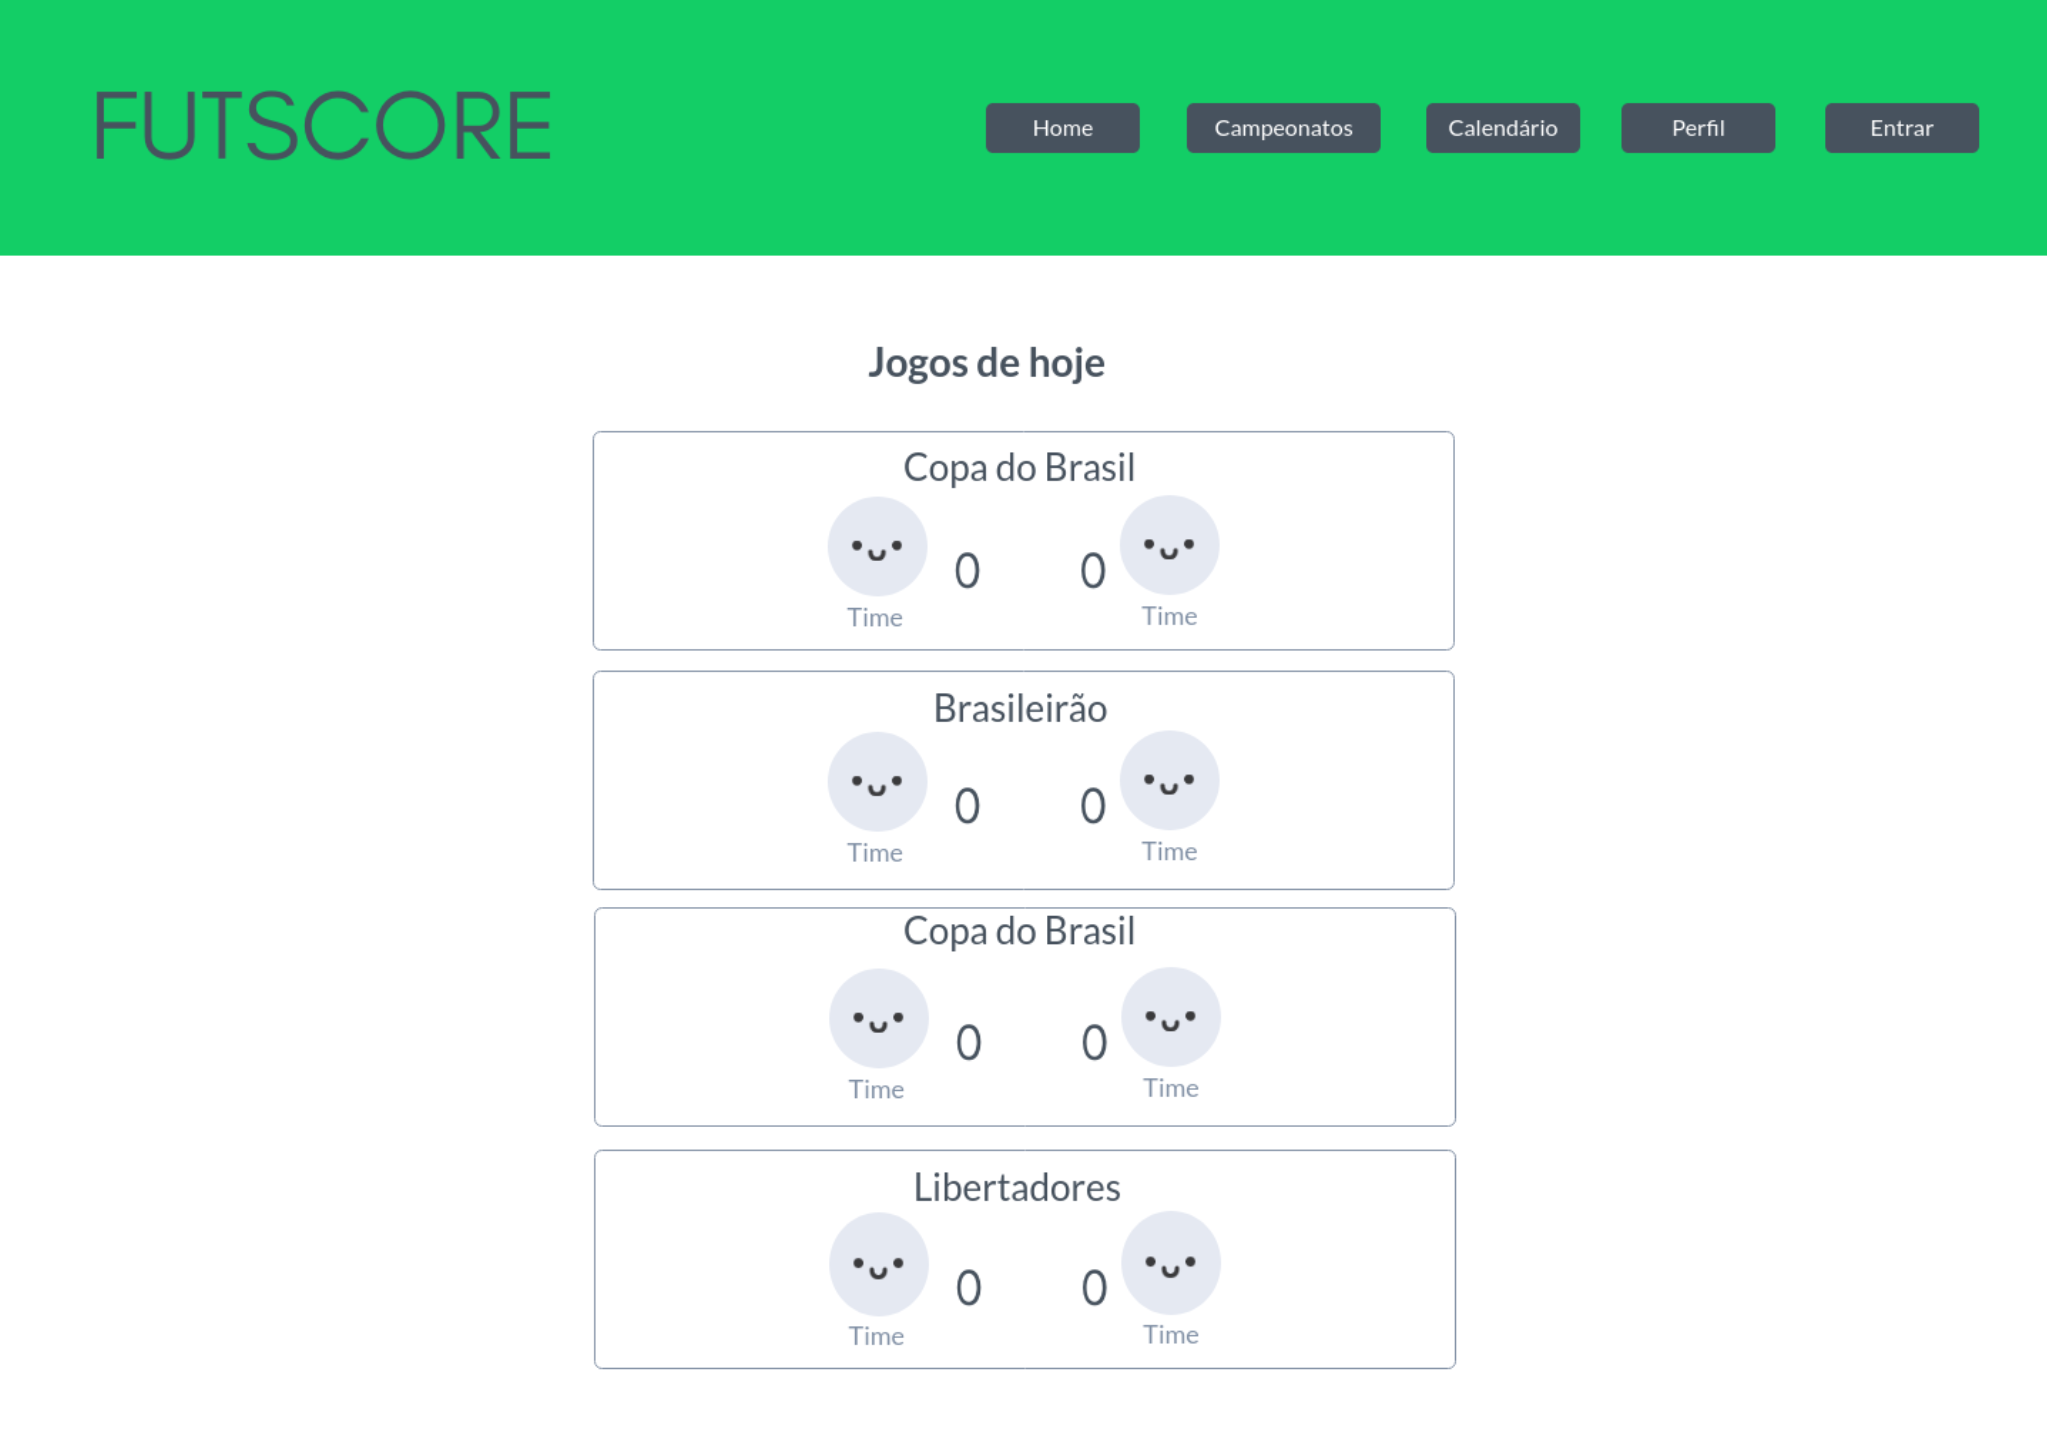 FUTSCORE
Home Campeonatos Calendário Perfil Entrar
Jogos de hoje
Copa do Brasil
0 0
Time Time
Brasileirão
0 0
Time Time
Copa do Brasil
0 0
Time Time
Libertadores
0 0
Time Time